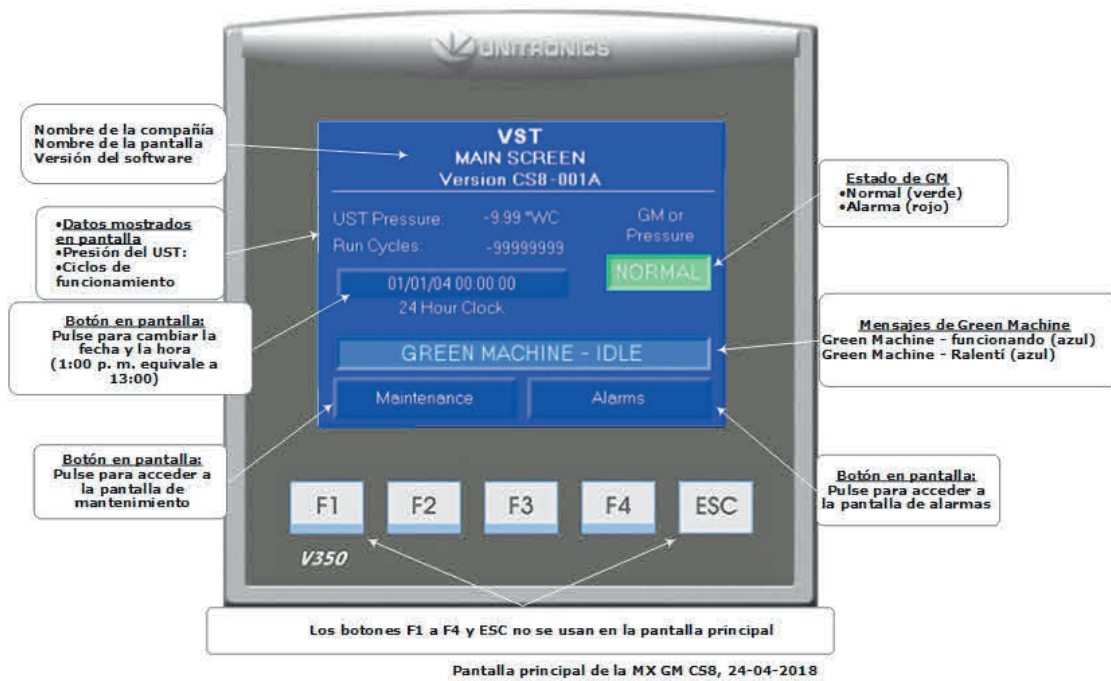 UNITRONICS
Nombre de la compañía
Nombre de la pantalla
Versión del software
VST
MAIN SCREEN
Version CS8-001A
Estado de GM
•Normal (verde)
•Alarma (rojo)
•Datos mostrados
en pantalla
•Presión del UST:
•Ciclos de
funcionamiento
UST Pressure: -9.99 "WC
Run Cycles: -99999999
GM or
Pressure
NORMAL
01/01/04 00:00:00
24 Hour Clock
Botón en pantalla:
Pulse para cambiar la
fecha y la hora
(1:00 p. m. equivale a
13:00)
GREEN MACHINE - IDLE
Mensajes de Green Machine
Green Machine - funcionando (azul)
Green Machine - Ralentí (azul)
Maintenance
Alarms
Botón en pantalla:
Pulse para acceder a
la pantalla de
mantenimiento
Botón en pantalla:
Pulse para acceder a
la pantalla de alarmas
F1 F2 F3 F4 ESC
V350
Los botones F1 a F4 y ESC no se usan en la pantalla principal
Pantalla principal de la MX GM CS8, 24-04-2018